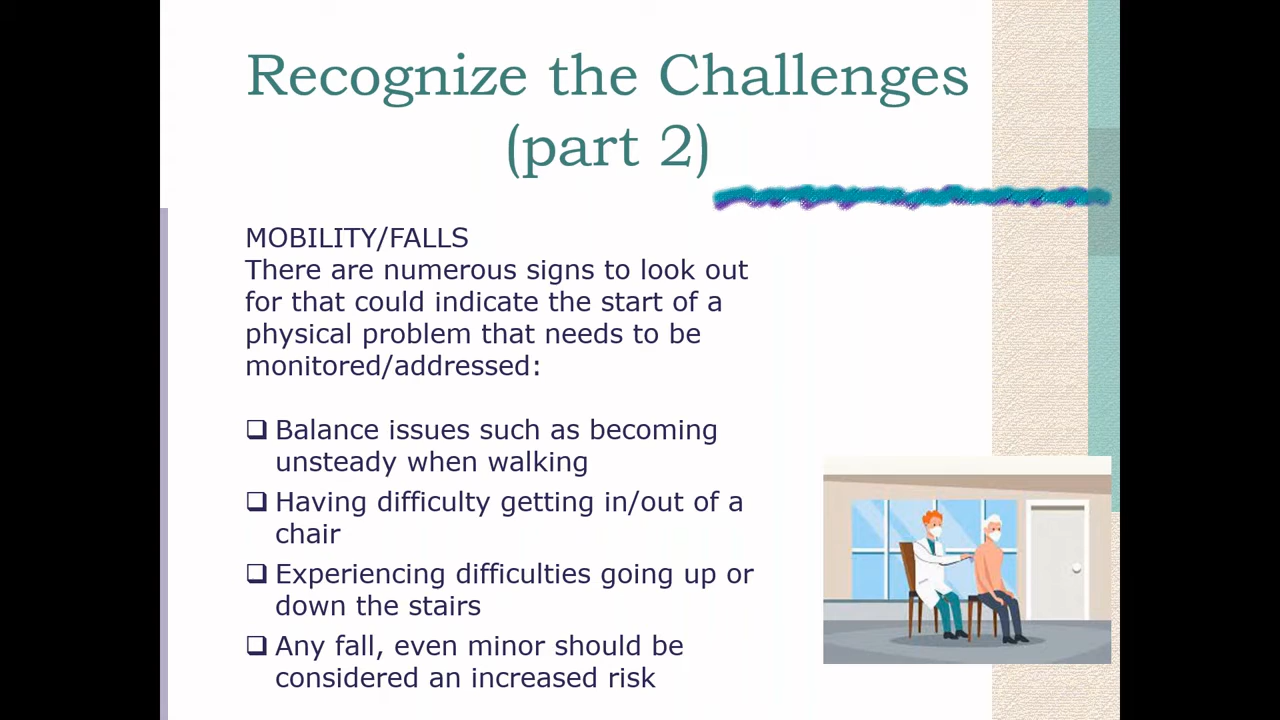 Recognize the Challenges
(part 2)
MOBILITY/FALLS
There are numerous signs to look out
for that could indicate the start of a
physical problem that needs to be
monitored/addressed:
❑ Balance issues such as becoming
unsteady when walking
❑ Having difficulty getting in/out of a
chair
❑ Experiencing difficulties going up or
down the stairs
❑ Any fall, even minor should be
considered an increased risk